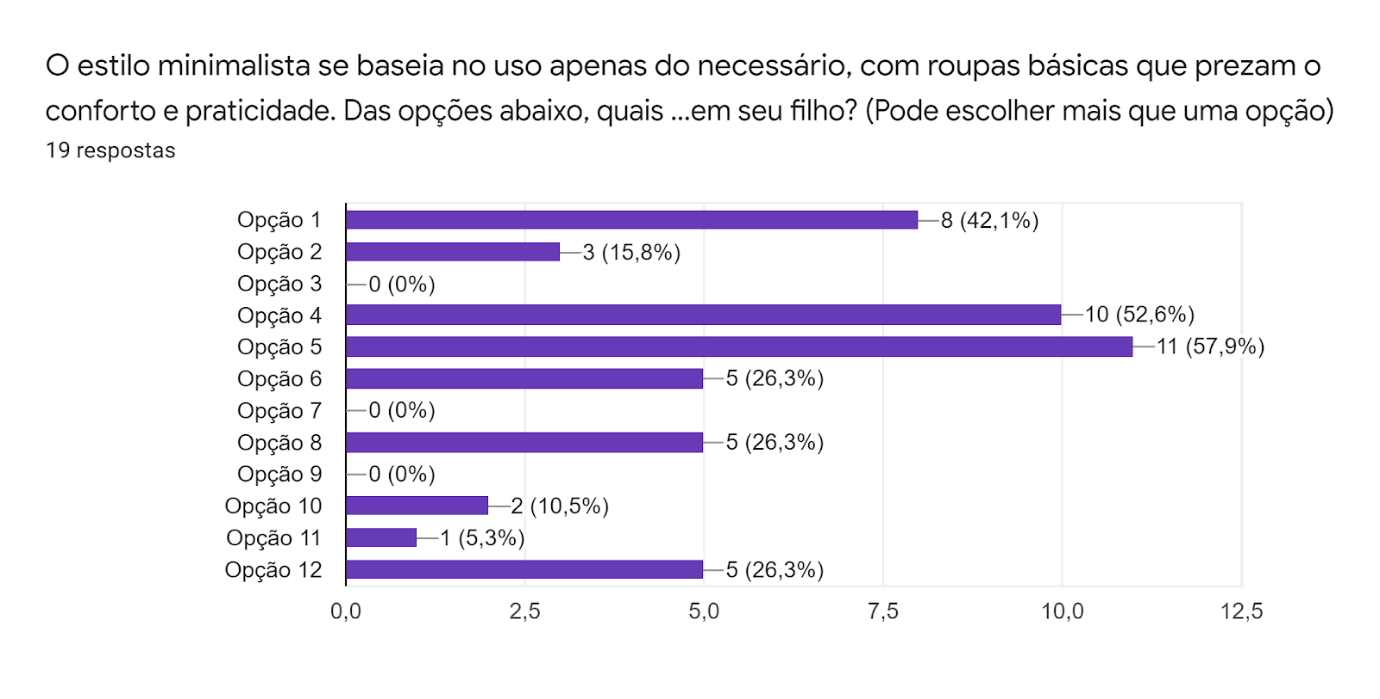 O estilo minimalista se baseia no uso apenas do necessário, com roupas básicas que prezam o
conforto e praticidade. Das opções abaixo, quais ...em seu filho? (Pode escolher mais que uma opção)
19 respostas
Opção 1 8 (42,1%)
Opção 2 3 (15,8%)
Opção 3 0 (0%)
Opção 4 10 (52,6%)
Opção 5 11 (57,9%)
Opção 6 5 (26,3%)
Opção 7 0 (0%)
Opção 8 5 (26,3%)
Opção 9 0 (0%)
Opção 10 2 (10,5%)
Opção 11 1 (5,3%)
Opção 12 5 (26,3%)
0,0 2,5 5,0 7,5 10,0 12,5